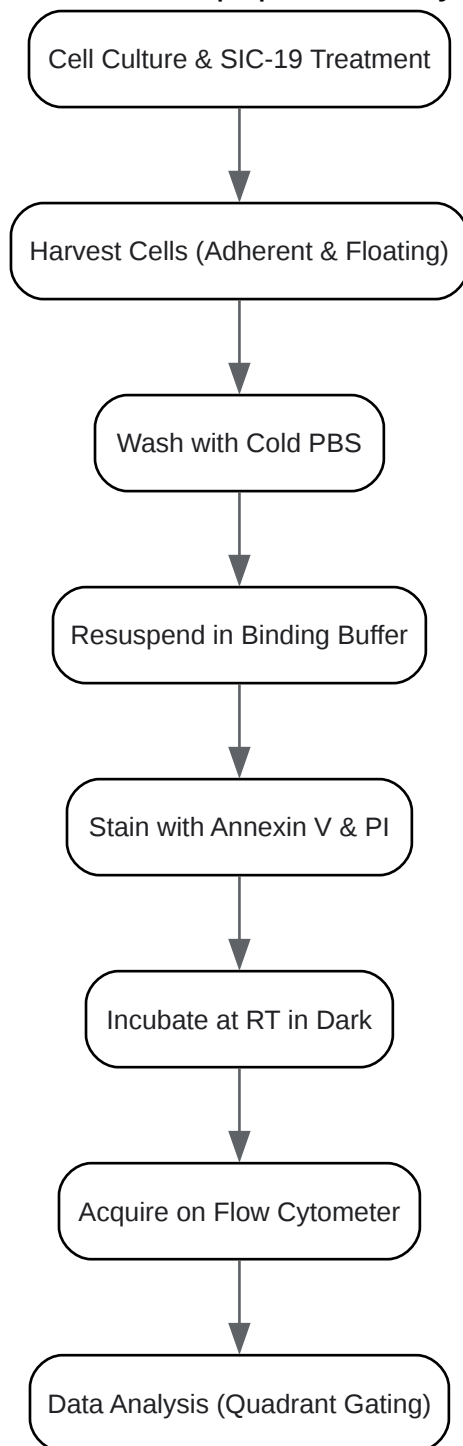 Cell Culture & SIC-19 Treatment
Harvest Cells (Adherent & Floating)
Wash with Cold PBS
Resuspend in Binding Buffer
Stain with Annexin V & PI
Incubate at RT in Dark
Acquire on Flow Cytometer
Data Analysis (Quadrant Gating)